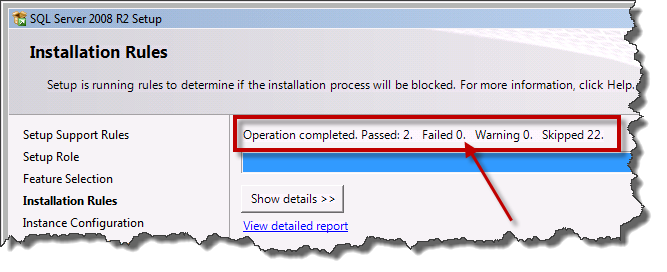 SQL Server 2008 R2 Setup
Installation Rules
Setup is running rules to determine if the installation process will be blocked. For more information, click Help.
Setup Support Rules
Setup Role
Feature Selection
Installation Rules
Instance Configuration
Operation completed. Passed: 2.   Failed 0.   Warning 0.   Skipped 22.
Show details >>
View detailed report